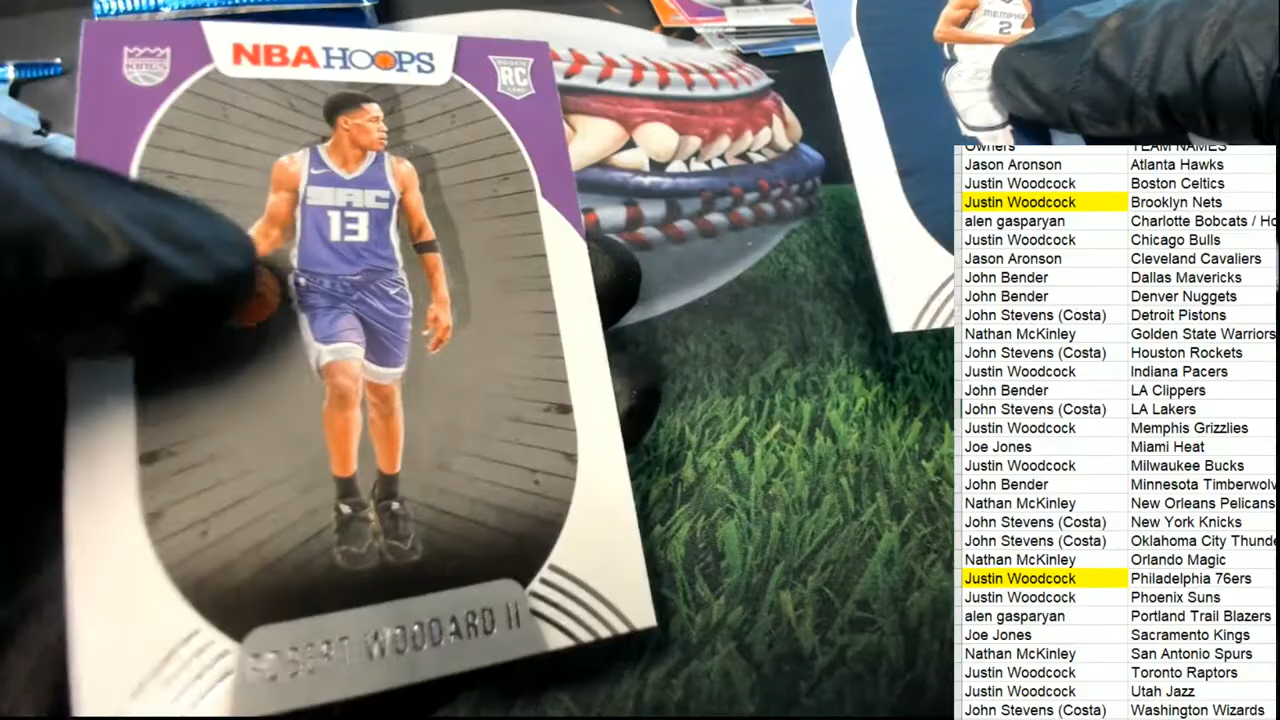 KINGS
NBA HOOPS
ROOKIE
RC
CARD
SAC
13
ROBERT WOODARD II
MEMPHIS
2
Owners TEAM NAMES
Jason Aronson Atlanta Hawks
Justin Woodcock Boston Celtics
Justin Woodcock Brooklyn Nets
alen gasparyan Charlotte Bobcats / Ho
Justin Woodcock Chicago Bulls
Jason Aronson Cleveland Cavaliers
John Bender Dallas Mavericks
John Bender Denver Nuggets
John Stevens (Costa) Detroit Pistons
Nathan McKinley Golden State Warriors
John Stevens (Costa) Houston Rockets
Justin Woodcock Indiana Pacers
John Bender LA Clippers
John Stevens (Costa) LA Lakers
Justin Woodcock Memphis Grizzlies
Joe Jones Miami Heat
Justin Woodcock Milwaukee Bucks
John Bender Minnesota Timberwolv
Nathan McKinley New Orleans Pelicans
John Stevens (Costa) New York Knicks
John Stevens (Costa) Oklahoma City Thunde
Nathan McKinley Orlando Magic
Justin Woodcock Philadelphia 76ers
Justin Woodcock Phoenix Suns
alen gasparyan Portland Trail Blazers
Joe Jones Sacramento Kings
Nathan McKinley San Antonio Spurs
Justin Woodcock Toronto Raptors
Justin Woodcock Utah Jazz
John Stevens (Costa) Washington Wizards